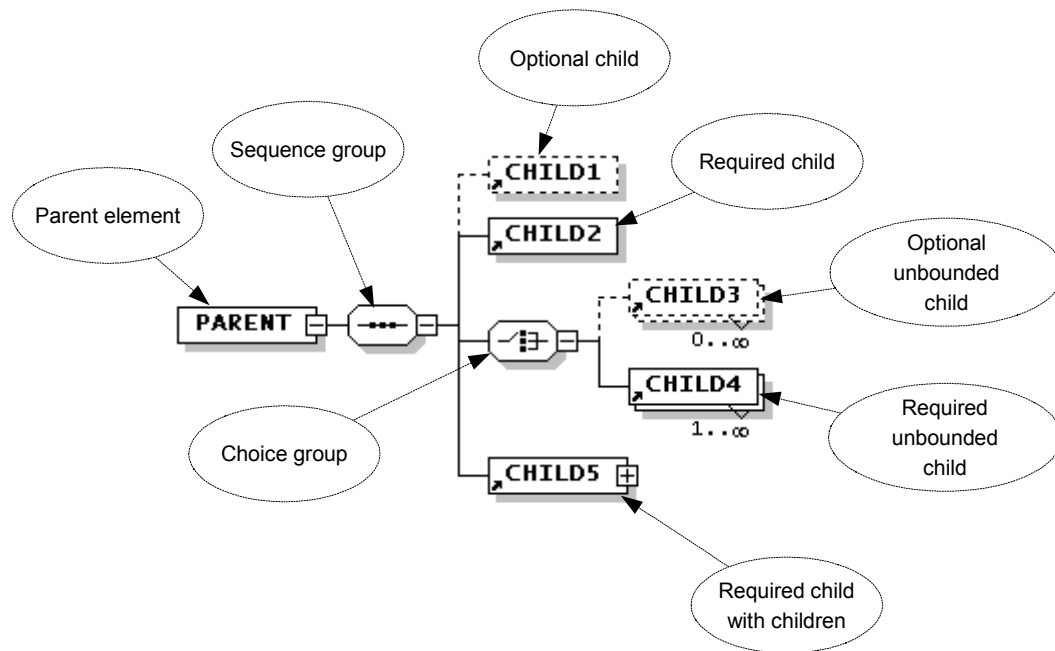 Optional child
Sequence group
Required child
Parent element
CHILD1
CHILD2
Optional
unbounded
child
CHILD3
PARENT
0..∞
CHILD4
1..∞
Required
unbounded
child
Choice group
CHILD5
Required child
with children